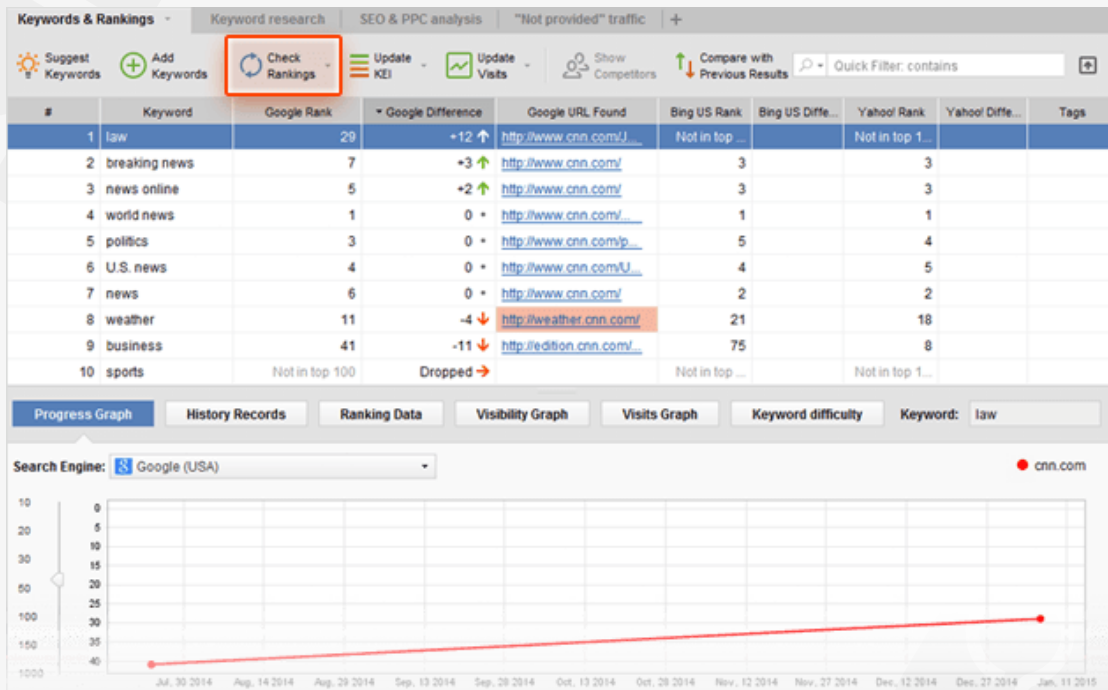 Keywords & Rankings Keyword research SEO & PPC analysis "Not provided" traffic +
Suggest Keywords Add Keywords Check Rankings Update KEI Update Visits Show Competitors Compare with Previous Results Quick Filter: contains
# Keyword Google Rank Google Difference Google URL Found Bing US Rank Bing US Diffe... Yahoo! Rank Yahoo! Diffe... Tags
1 law 29 +12 http://www.cnn.com/J... Not in top ... Not in top 1...
2 breaking news 7 +3 http://www.cnn.com/ 3 3
3 news online 5 +2 http://www.cnn.com/ 3 3
4 world news 1 0 http://www.cnn.com/... 1 1
5 politics 3 0 http://www.cnn.com/p... 5 4
6 U.S. news 4 0 http://www.cnn.com/U... 4 5
7 news 6 0 http://www.cnn.com/ 2 2
8 weather 11 -4 http://weather.cnn.com/ 21 18
9 business 41 -11 http://edition.cnn.com/... 75 8
10 sports Not in top 100 Dropped Not in top ... Not in top 1...
Progress Graph History Records Ranking Data Visibility Graph Visits Graph Keyword difficulty Keyword: law
Search Engine: 8 Google (USA) cnn.com
10 0
20 5
30 10
50 15
100 20
150 25
1000 30
35
40
Jul, 30 2014 Aug, 14 2014 Aug, 29 2014 Sep, 13 2014 Sep, 28 2014 Oct, 13 2014 Oct, 28 2014 Nov, 12 2014 Nov, 27 2014 Dec, 12 2014 Dec, 27 2014 Jan, 11 2015